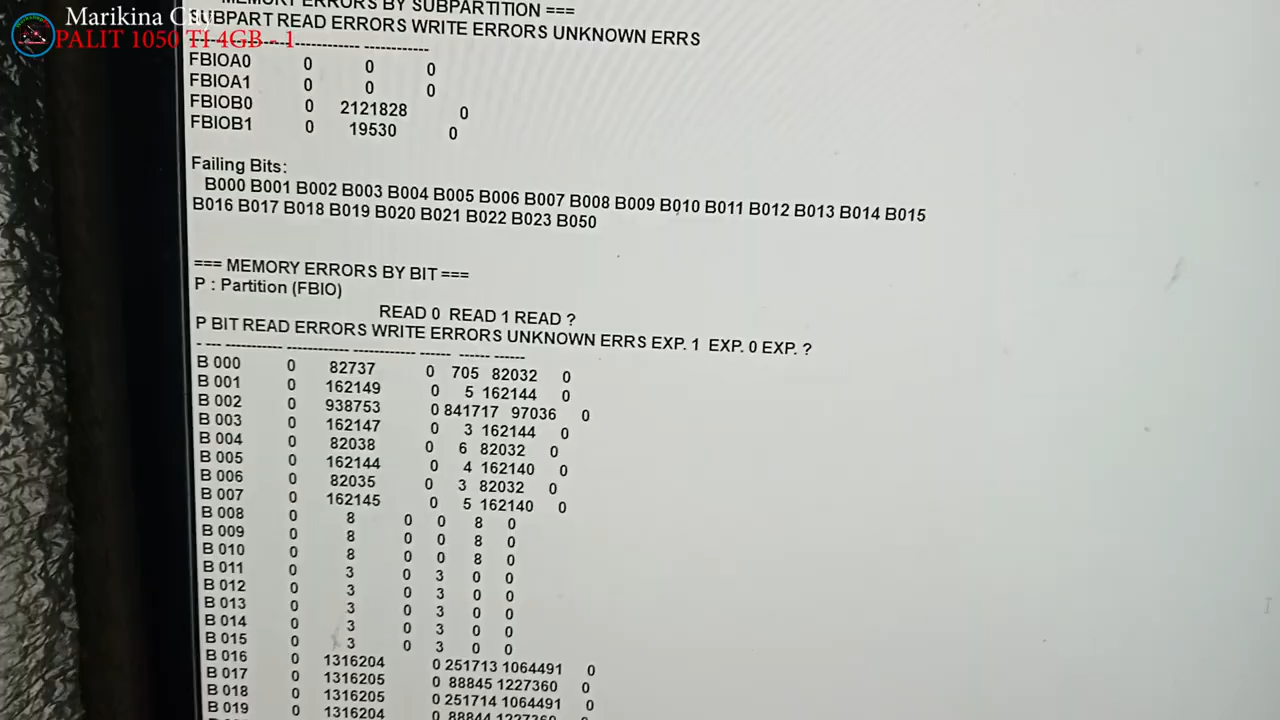 Marikina City
PALIT 1050 TI 4GB - 1
MEMORY ERRORS BY SUBPARTITION ===
SUBPART READ ERRORS WRITE ERRORS UNKNOWN ERRS
------------ ------------
FBIOA0 0 0 0
FBIOA1 0 0 0
FBIOB0 0 2121828 0
FBIOB1 0 19530 0
Failing Bits:
B000 B001 B002 B003 B004 B005 B006 B007 B008 B009 B010 B011 B012 B013 B014 B015
B016 B017 B018 B019 B020 B021 B022 B023 B050
=== MEMORY ERRORS BY BIT ===
P : Partition (FBIO)
READ 0 READ 1 READ ?
P BIT READ ERRORS WRITE ERRORS UNKNOWN ERRS EXP. 1 EXP. 0 EXP. ?
- --- ----------- ------------ ------------ ------ ------ ------
B 000 0 82737 0 705 82032 0
B 001 0 162149 0 5 162144 0
B 002 0 938753 0 841717 97036 0
B 003 0 162147 0 3 162144 0
B 004 0 82038 0 6 82032 0
B 005 0 162144 0 4 162140 0
B 006 0 82035 0 3 82032 0
B 007 0 162145 0 5 162140 0
B 008 0 8 0 0 8 0
B 009 0 8 0 0 8 0
B 010 0 8 0 0 8 0
B 011 0 3 0 3 0 0
B 012 0 3 0 3 0 0
B 013 0 3 0 3 0 0
B 014 0 3 0 3 0 0
B 015 0 3 0 3 0 0
B 016 0 1316204 0 251713 1064491 0
B 017 0 1316205 0 88845 1227360 0
B 018 0 1316205 0 251714 1064491 0
B 019 0 1316204 0 88844 1227360 0